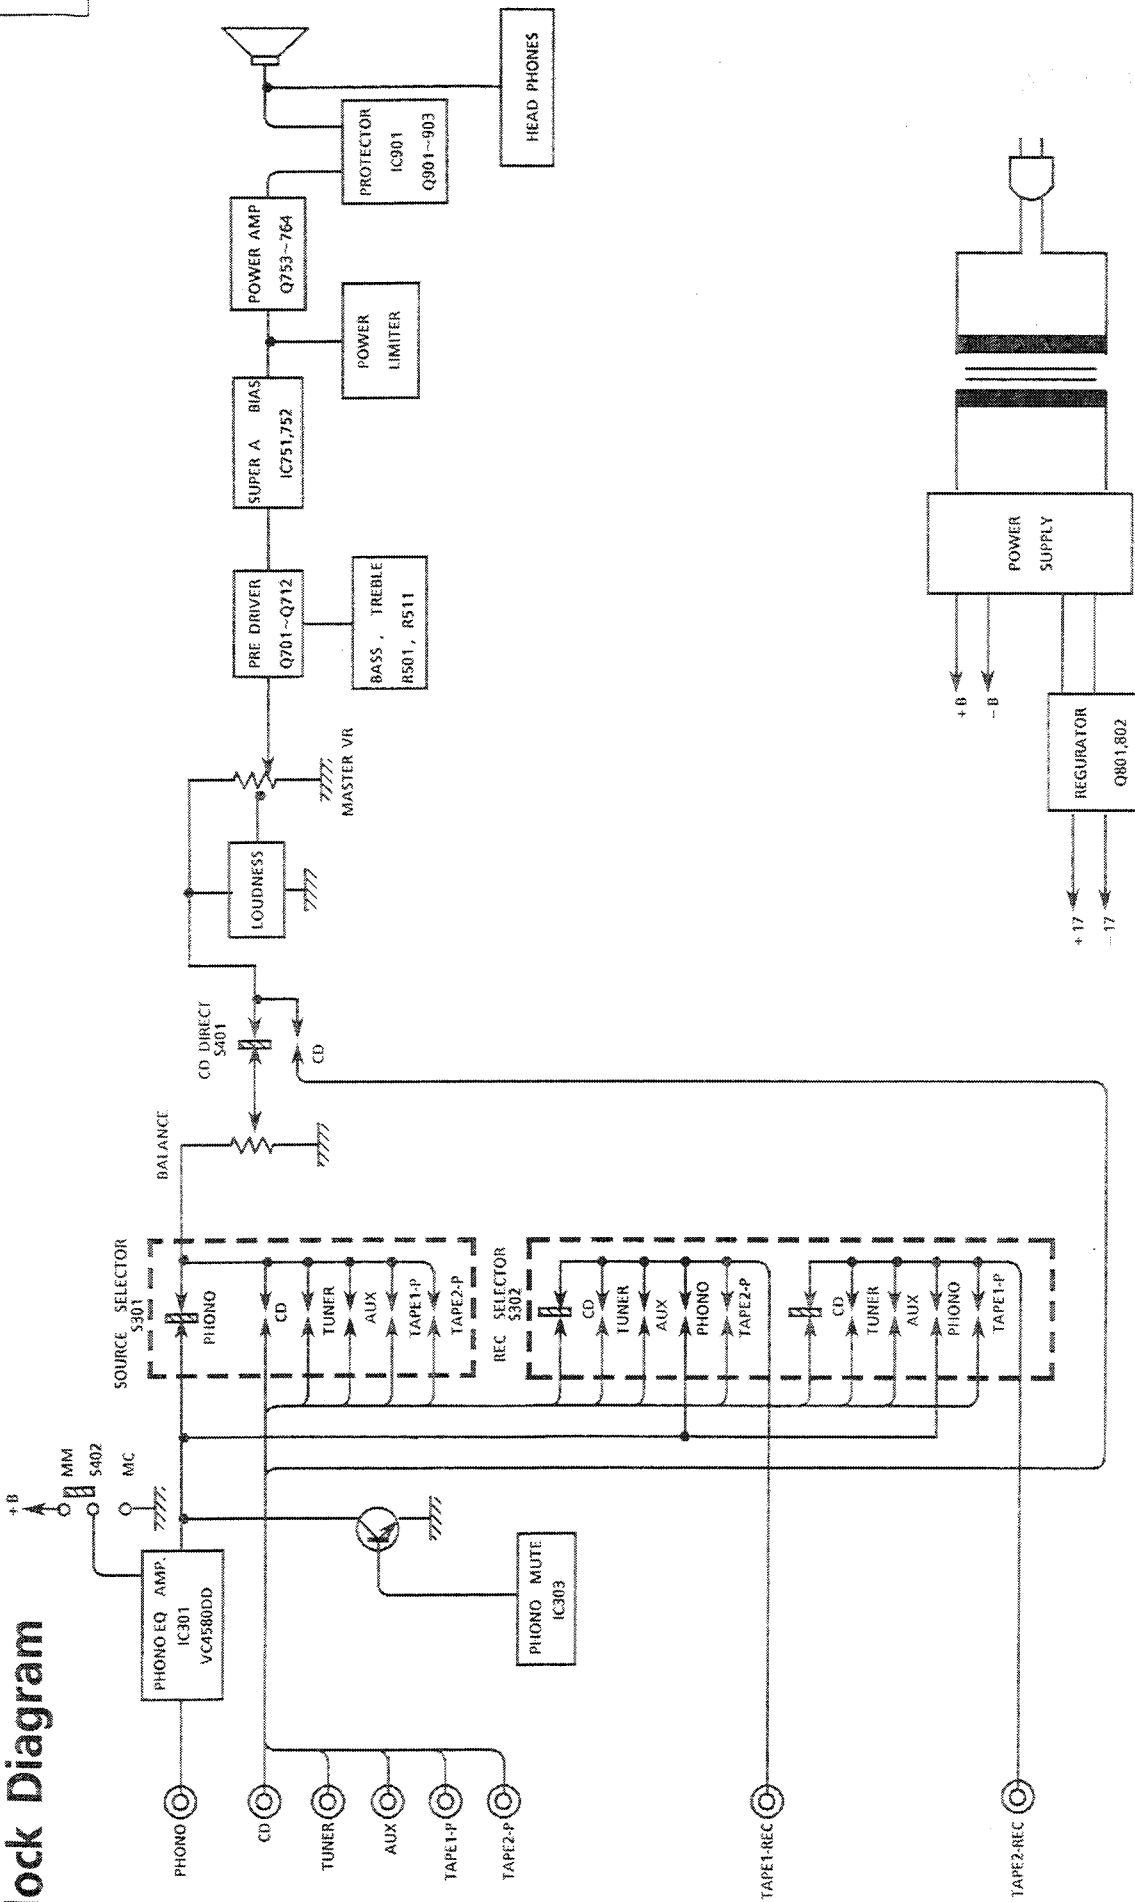 lock Diagram
PHONO
CD
TUNER
AUX
TAPE1-P
TAPE2-P
TAPE1-REC
TAPE2-REC
PHONO EQ AMP.
IC301
VC4580DD
+B
MM
S402
MC
PHONO MUTE
IC303
SOURCE SELECTOR
S301
PHONO
CD
TUNER
AUX
TAPE1-P
TAPE2-P
REC SELECTOR
S302
CD
TUNER
AUX
PHONO
TAPE2-P
CD
TUNER
AUX
PHONO
TAPE1-P
BALANCE
CD DIRECT
S401
CD
LOUDNESS
MASTER VR
PRE DRIVER
Q701~Q712
BASS, TREBLE
R501, R511
SUPER A BIAS
IC751,752
POWER
LIMITER
POWER AMP
Q753~764
PROTECTOR
IC901
Q901~903
HEAD PHONES
+17
-17
REGURATOR
Q801,802
+B
-B
POWER
SUPPLY